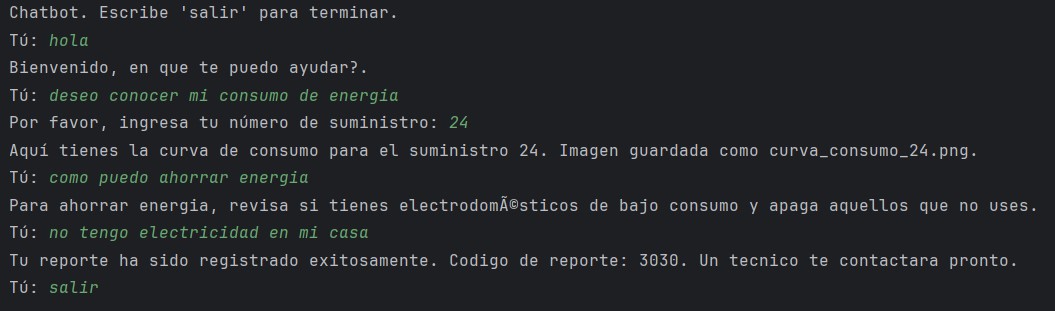 Chatbot. Escribe 'salir' para terminar.
Tú: hola
Bienvenido, en que te puedo ayudar?.
Tú: deseo conocer mi consumo de energia
Por favor, ingresa tu número de suministro: 24
Aquí tienes la curva de consumo para el suministro 24. Imagen guardada como curva_consumo_24.png.
Tú: como puedo ahorrar energia
Para ahorrar energia, revisa si tienes electrodomÃ©sticos de bajo consumo y apaga aquellos que no uses.
Tú: no tengo electricidad en mi casa
Tu reporte ha sido registrado exitosamente. Codigo de reporte: 3030. Un tecnico te contactara pronto.
Tú: salir